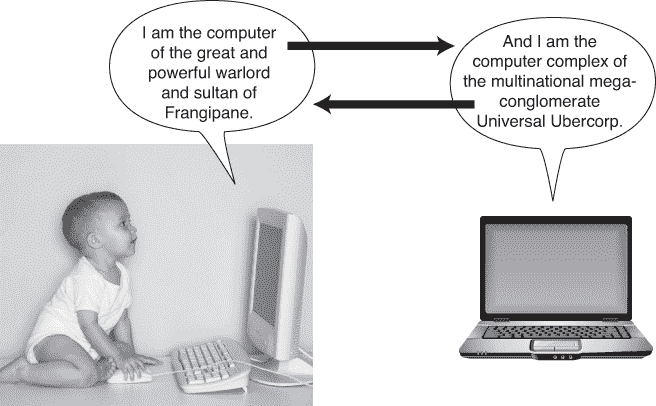 I am the computer
of the great and
powerful warlord
and sultan of
Frangipane.
And I am the
computer complex of
the multinational mega-
conglomerate
Universal Ubercorp.